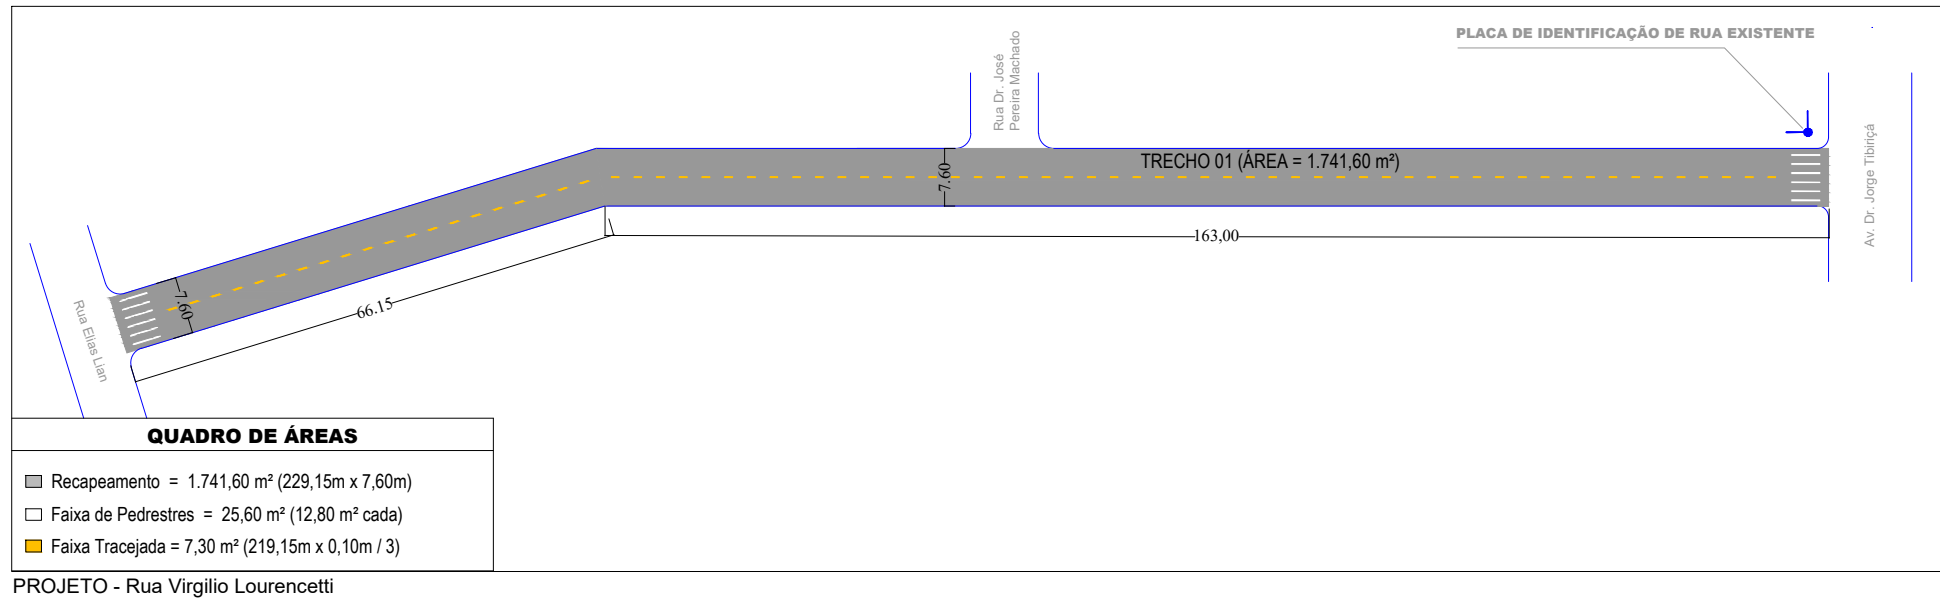 PLACA DE IDENTIFICAÇÃO DE RUA EXISTENTE
Rua Dr. José
Pereira Machado
Av. Dr. Jorge Tibiriçá
TRECHO 01 (ÁREA = 1.741,60 m²)
7.60
163,00
7.60
66.15
Rua Elias Lian
QUADRO DE ÁREAS
Recapeamento = 1.741,60 m² (229,15m x 7,60m)
Faixa de Pedrestres = 25,60 m² (12,80 m² cada)
Faixa Tracejada = 7,30 m² (219,15m x 0,10m / 3)
PROJETO - Rua Virgilio Lourencetti